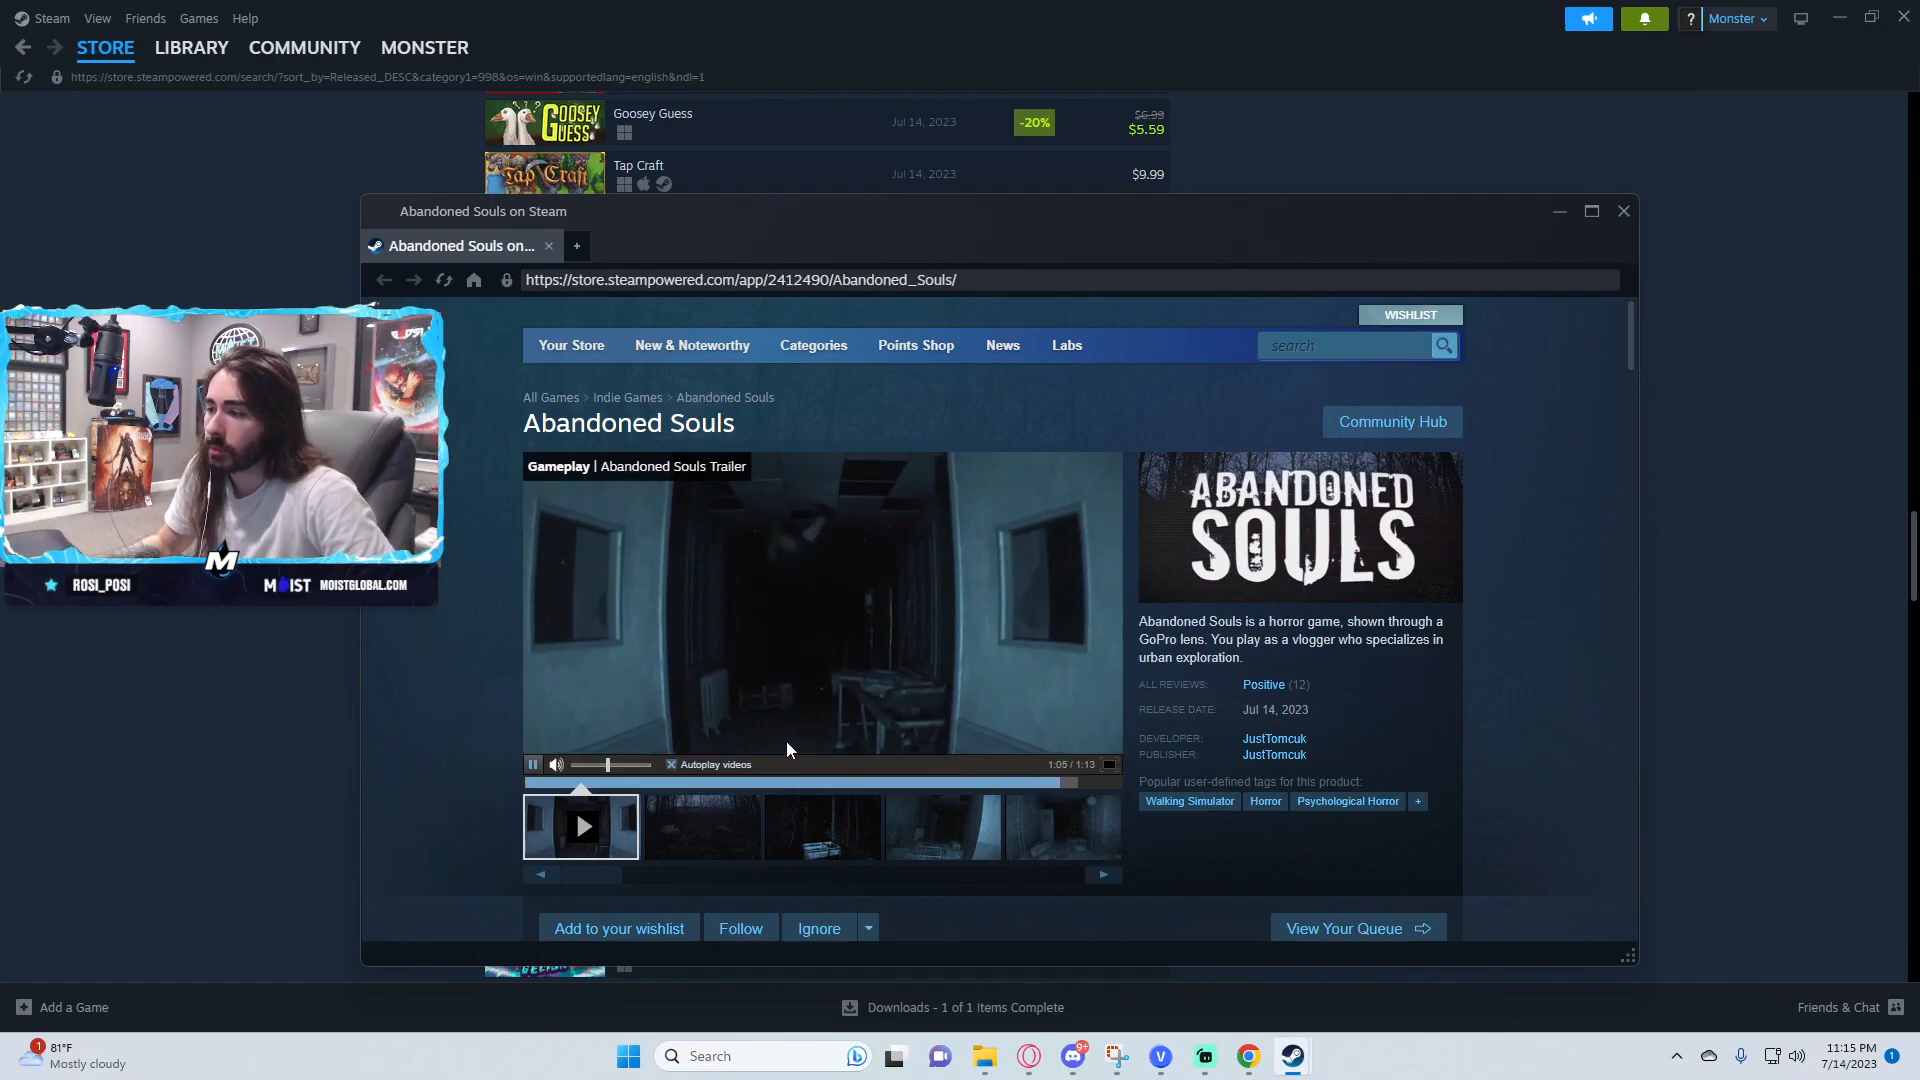 Steam View Friends Games Help
? Monster
STORE LIBRARY COMMUNITY MONSTER
https://store.steampowered.com/search/?sort_by=Released_DESC&category1=998&os=win&supportedlang=english&ndl=1
GOOSEY GUESS
Goosey Guess
Jul 14, 2023
-20%
$6.99
$5.59
Tap Craft
Tap Craft
Jul 14, 2023
$9.99
Abandoned Souls on Steam
Abandoned Souls on...
https://store.steampowered.com/app/2412490/Abandoned_Souls/
WISHLIST
Your Store New & Noteworthy Categories Points Shop News Labs
search
All Games > Indie Games > Abandoned Souls
Abandoned Souls
Community Hub
Gameplay | Abandoned Souls Trailer
ABANDONED
SOULS
Abandoned Souls is a horror game, shown through a
GoPro lens. You play as a vlogger who specializes in
urban exploration.
ALL REVIEWS: Positive (12)
RELEASE DATE: Jul 14, 2023
DEVELOPER: JustTomcuk
PUBLISHER: JustTomcuk
Popular user-defined tags for this product:
Walking Simulator Horror Psychological Horror +
Autoplay videos
1:05 / 1:13
Add to your wishlist Follow Ignore
View Your Queue
M
ROSI_POSI
MOIST MOISTGLOBAL.COM
Add a Game
Downloads - 1 of 1 Items Complete
Friends & Chat
1
81°F
Mostly cloudy
Search
9+
V
11:15 PM
7/14/2023
1